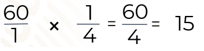 60/1 × 1/4 = 60/4 = 15